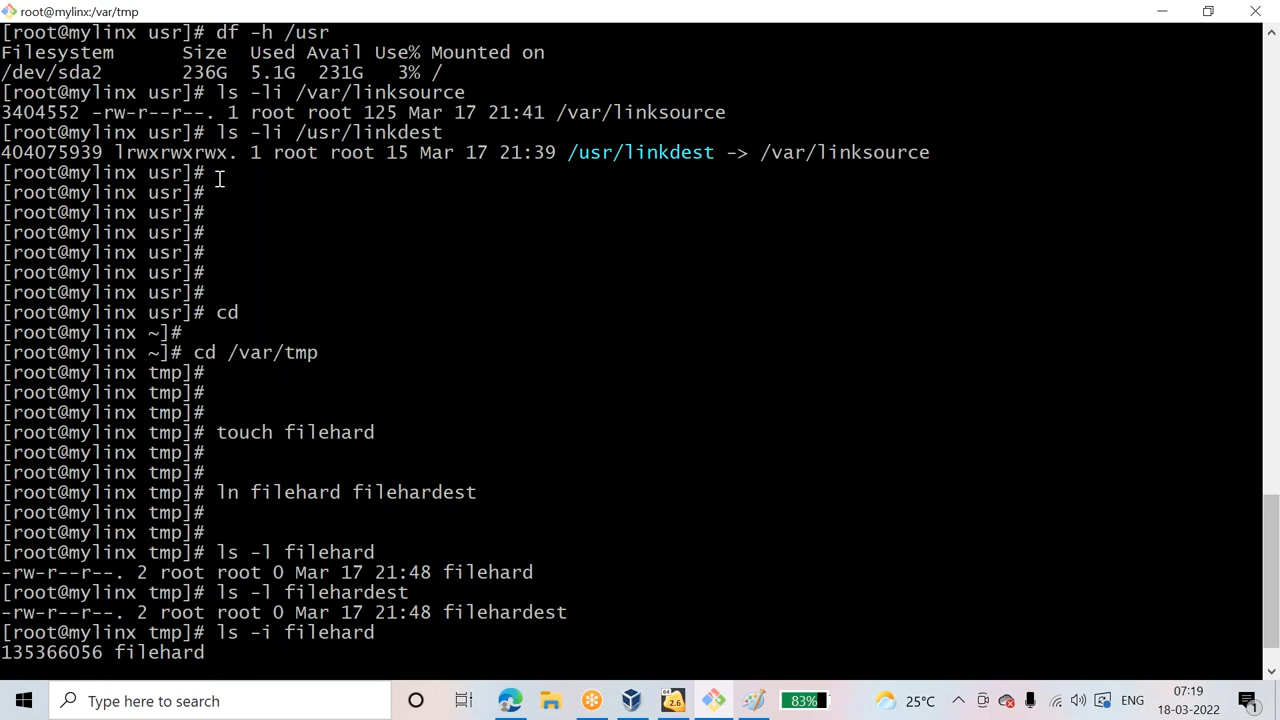 root@mylinx:/var/tmp
[root@mylinx usr]# df -h /usr
Filesystem      Size  Used Avail Use% Mounted on
/dev/sda2       236G  5.1G  231G   3% /
[root@mylinx usr]# ls -li /var/linksource
3404552 -rw-r--r--. 1 root root 125 Mar 17 21:41 /var/linksource
[root@mylinx usr]# ls -li /usr/linkdest
404075939 lrwxrwxrwx. 1 root root 15 Mar 17 21:39 /usr/linkdest -> /var/linksource
[root@mylinx usr]#
[root@mylinx usr]#
[root@mylinx usr]#
[root@mylinx usr]#
[root@mylinx usr]#
[root@mylinx usr]#
[root@mylinx usr]#
[root@mylinx usr]# cd
[root@mylinx ~]#
[root@mylinx ~]# cd /var/tmp
[root@mylinx tmp]#
[root@mylinx tmp]#
[root@mylinx tmp]#
[root@mylinx tmp]# touch filehard
[root@mylinx tmp]#
[root@mylinx tmp]#
[root@mylinx tmp]# ln filehard filehardest
[root@mylinx tmp]#
[root@mylinx tmp]#
[root@mylinx tmp]# ls -l filehard
-rw-r--r--. 2 root root 0 Mar 17 21:48 filehard
[root@mylinx tmp]# ls -l filehardest
-rw-r--r--. 2 root root 0 Mar 17 21:48 filehardest
[root@mylinx tmp]# ls -i filehard
135366056 filehard
Type here to search
64
2.6
83%
25°C
ENG
07:19
18-03-2022
1